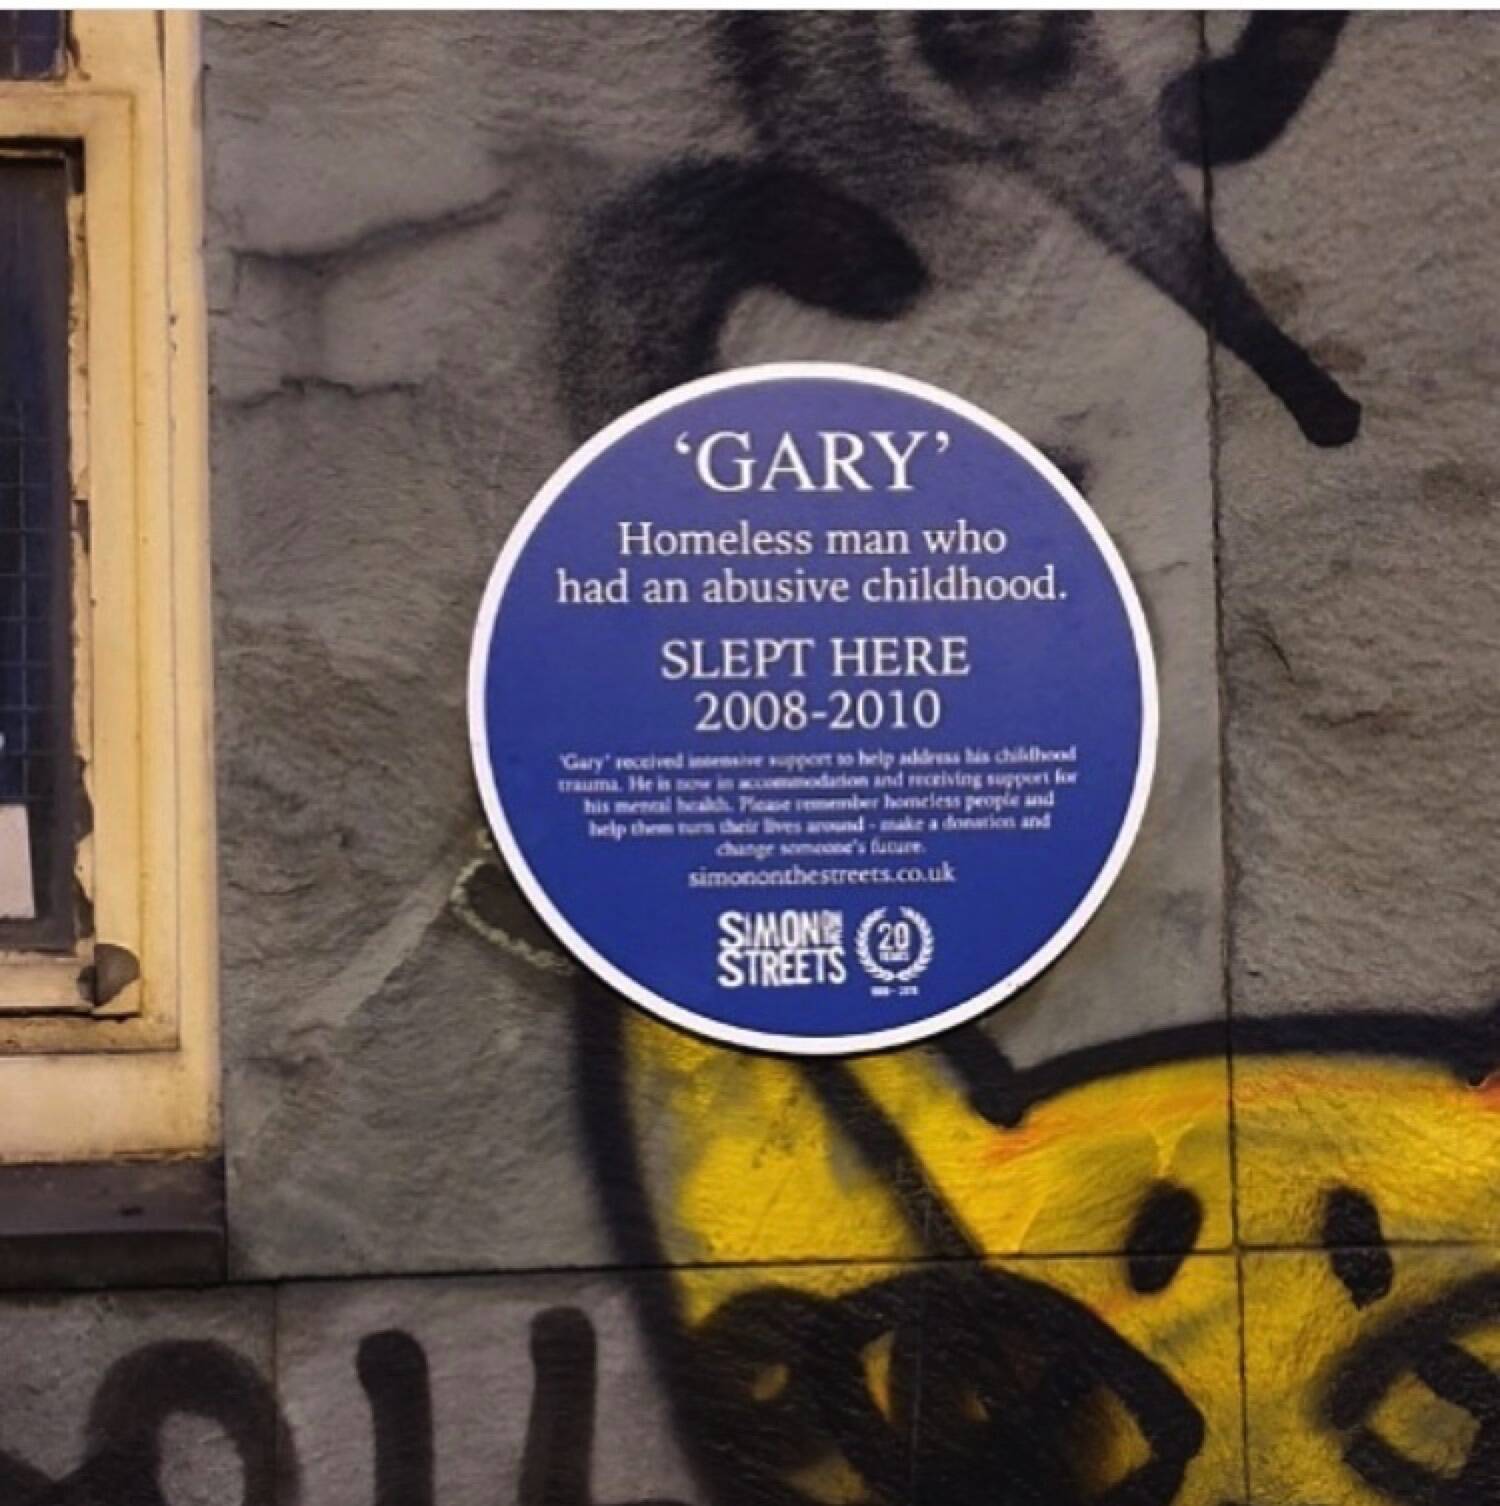 ‘GARY’
Homeless man who
had an abusive childhood.
SLEPT HERE
2008-2010
‘Gary’ received intensive support to help address his childhood
trauma. He is now in accommodation and receiving support for
his mental health. Please remember homeless people and
help them turn their lives around - make a donation and
change someone's future.
simononthestreets.co.uk
SIMON ON THE
STREETS
20
YEARS